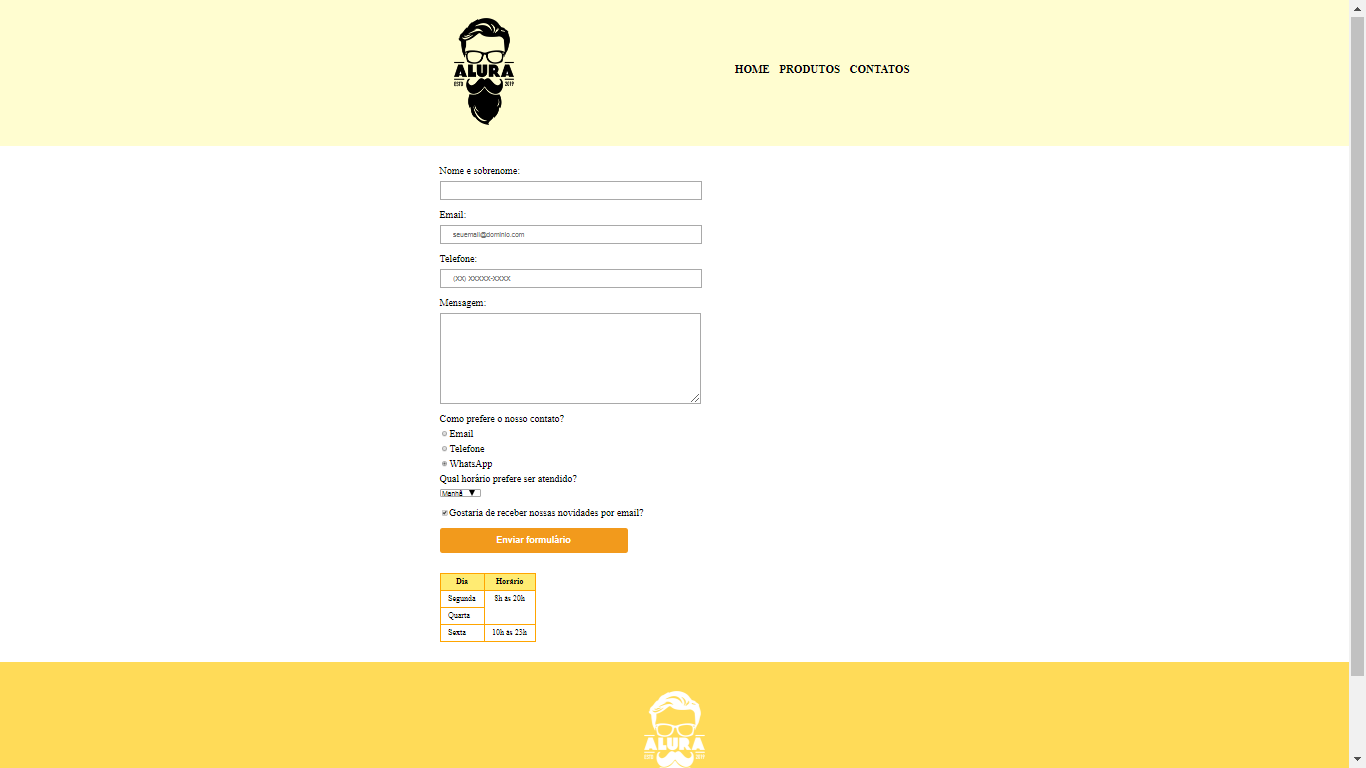 ALURA
ESTD 2019
HOME PRODUTOS CONTATOS
Nome e sobrenome:
Email:
seuemail@dominio.com
Telefone:
(XX) XXXXX-XXXX
Mensagem:
Como prefere o nosso contato?
Email
Telefone
WhatsApp
Qual horário prefere ser atendido?
Manhã
Gostaria de receber nossas novidades por email?
Enviar formulário
Dia Horário
Segunda 8h às 20h
Quarta
Sexta 10h às 23h
ALURA
ESTD 2019